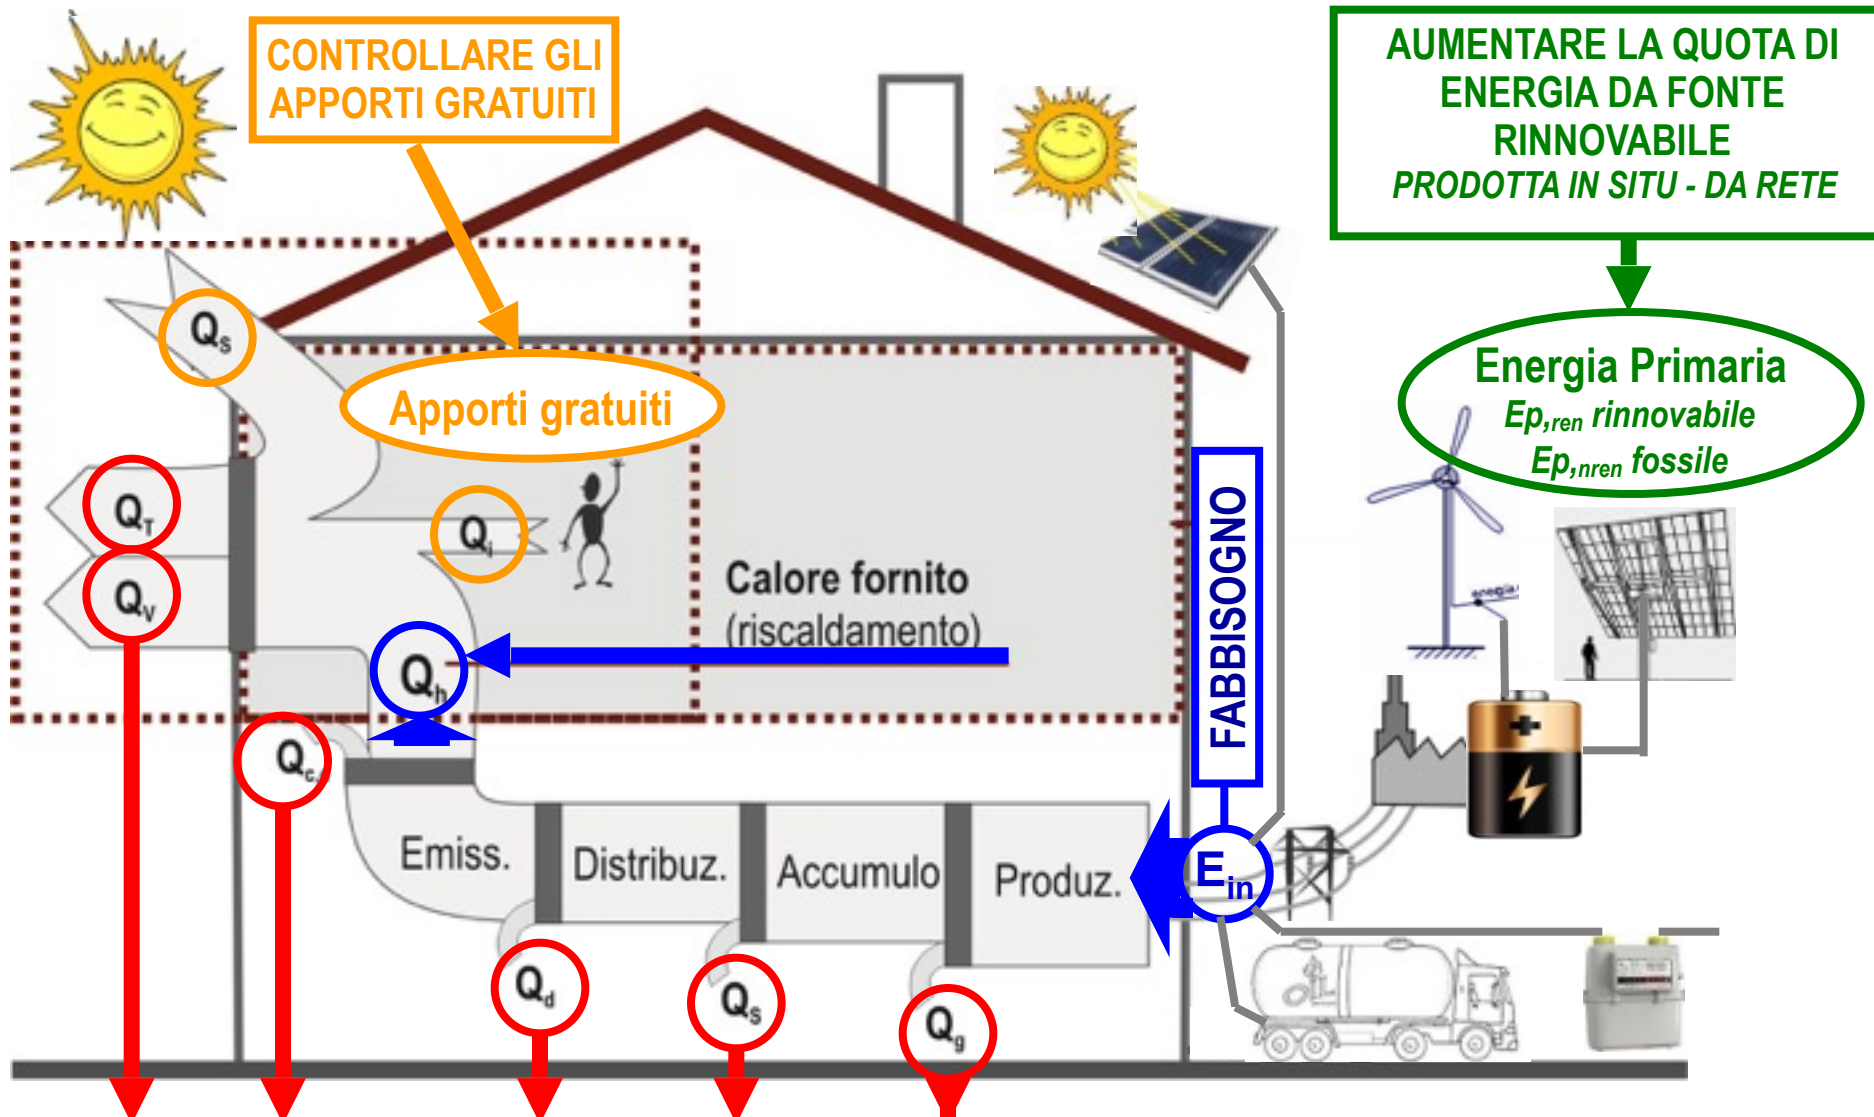 CONTROLLARE GLI
APPORTI GRATUITI
AUMENTARE LA QUOTA DI
ENERGIA DA FONTE
RINNOVABILE
PRODOTTA IN SITU - DA RETE
Qs
Apporti gratuiti
Energia Primaria
Ep,ren rinnovabile
Ep,nren fossile
QT
Qi
QV
Calore fornito
(riscaldamento)
FABBISOGNO
energia
Qh
Qc
Emiss.
Distribuz.
Accumulo
Produz.
Ein
Qd
Qs
Qg